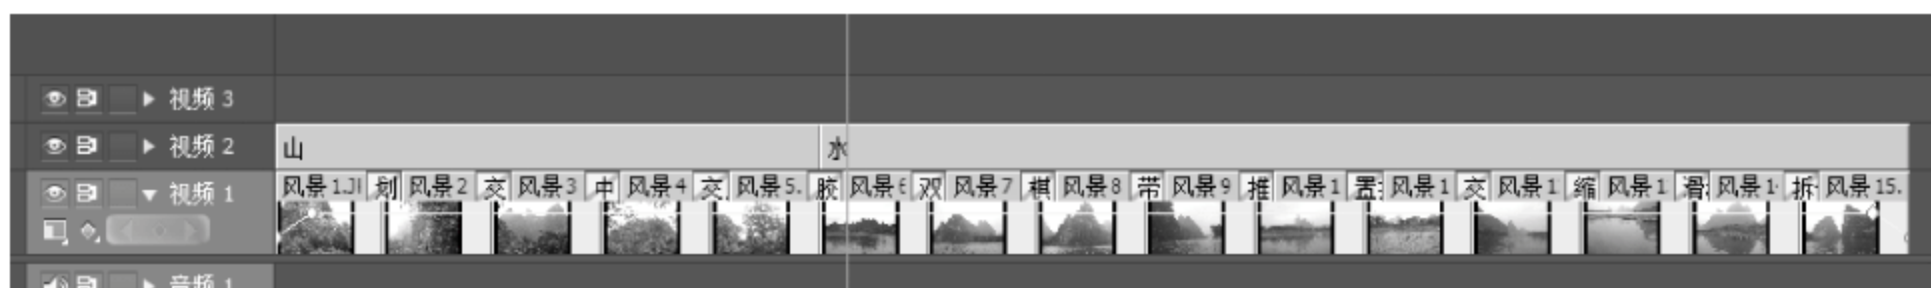 视频 3
视频 2
山
水
视频 1
风景 1.J 划 风景 2 交 风景 3 中 风景 4 交 风景 5. 胶 风景 6 双 风景 7 棋 风景 8 带 风景 9 推 风景 1 置 风景 1 交 风景 1 缩 风景 1 滑 风景 1 拆 风景 15.
音频 1